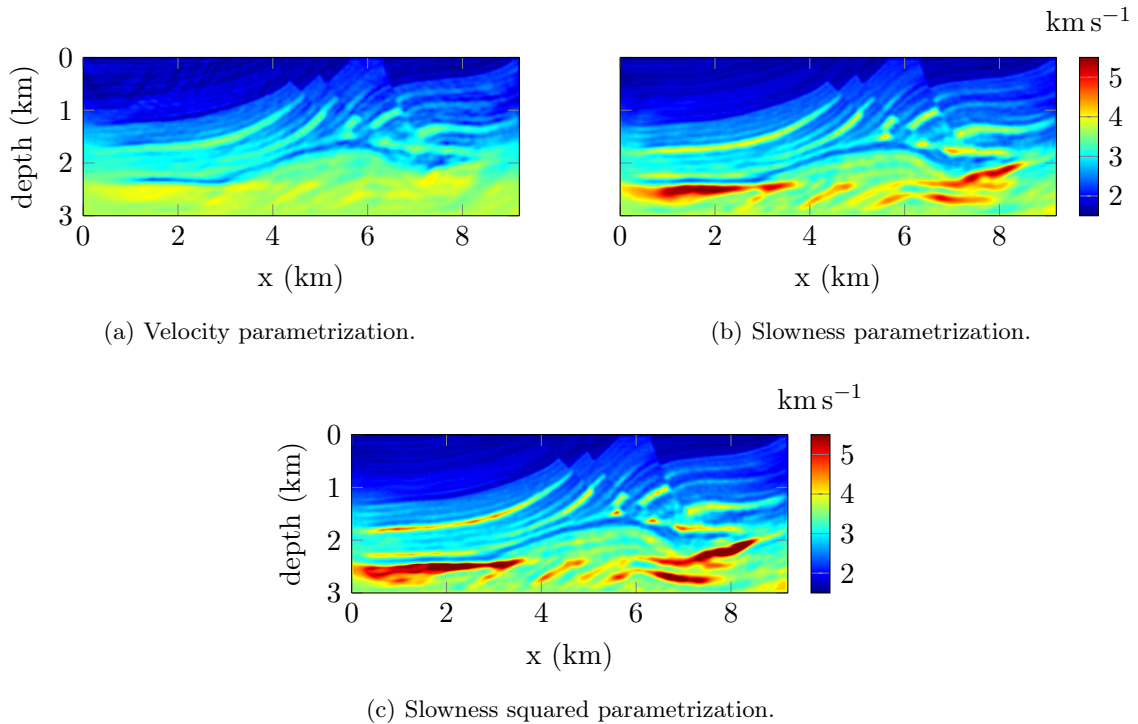 km s⁻¹
0
1
2
3
depth (km)
0 2 4 6 8
x (km)
0 2 4 6 8
x (km)
5
4
3
2
(a) Velocity parametrization.
(b) Slowness parametrization.
km s⁻¹
0
1
2
3
depth (km)
0 2 4 6 8
x (km)
5
4
3
2
(c) Slowness squared parametrization.